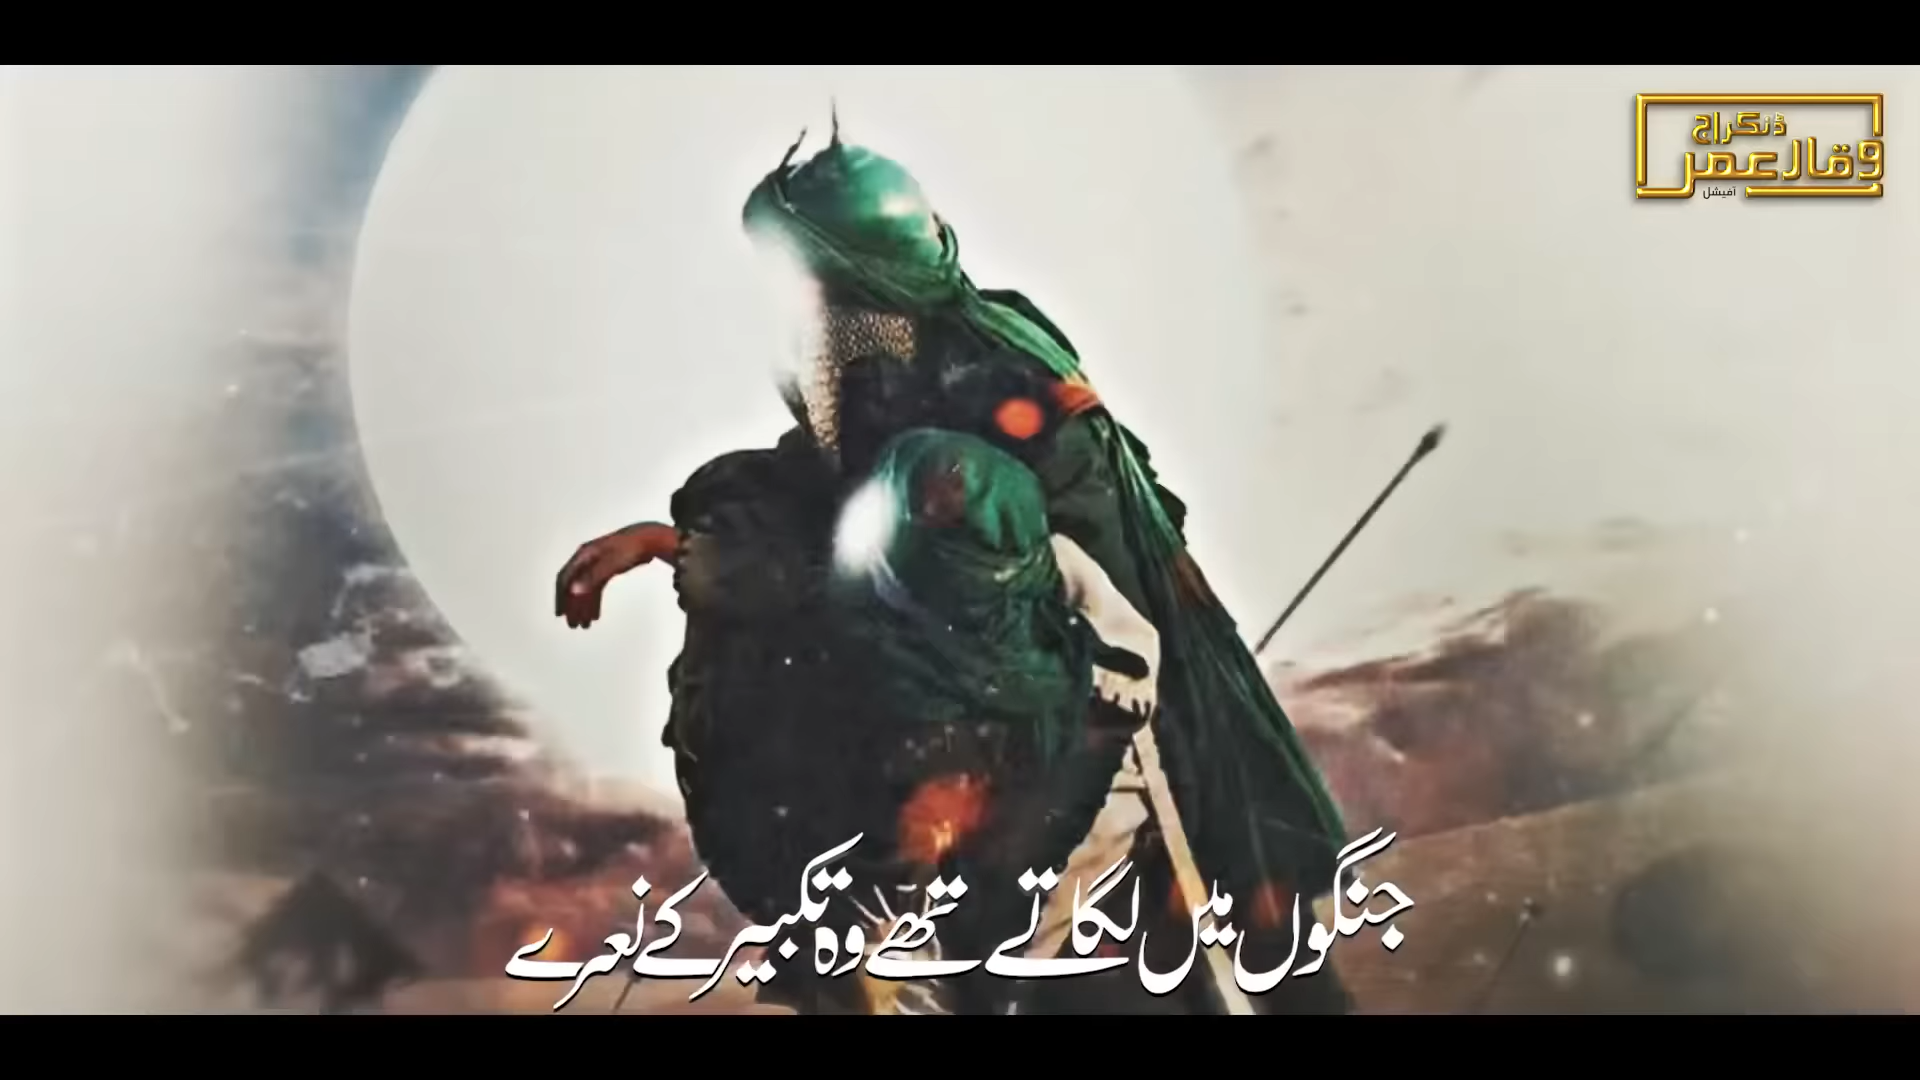 ڈنکراج
وقار عمر
آفیشل
جنگوں میں لگاتے تھے وہ تکبیر کے نعرے